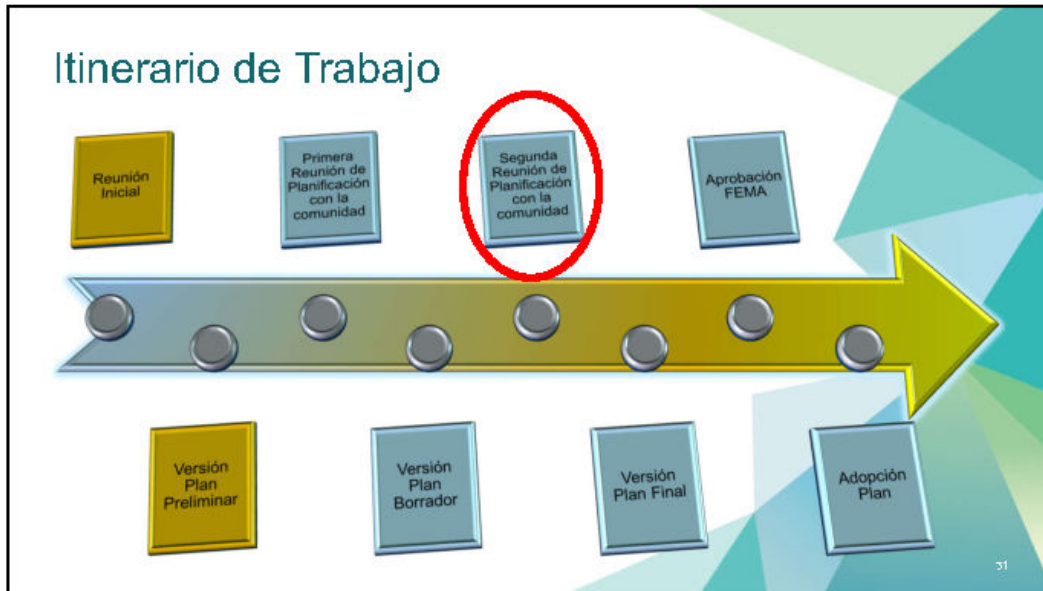 Itinerario de Trabajo
Reunión
Inicial
Primera
Reunión de
Planificación
con la
comunidad
Segunda
Reunión de
Planificación
con la
comunidad
Aprobación
FEMA
Versión
Plan
Preliminar
Versión
Plan
Borrador
Versión
Plan Final
Adopción
Plan
31